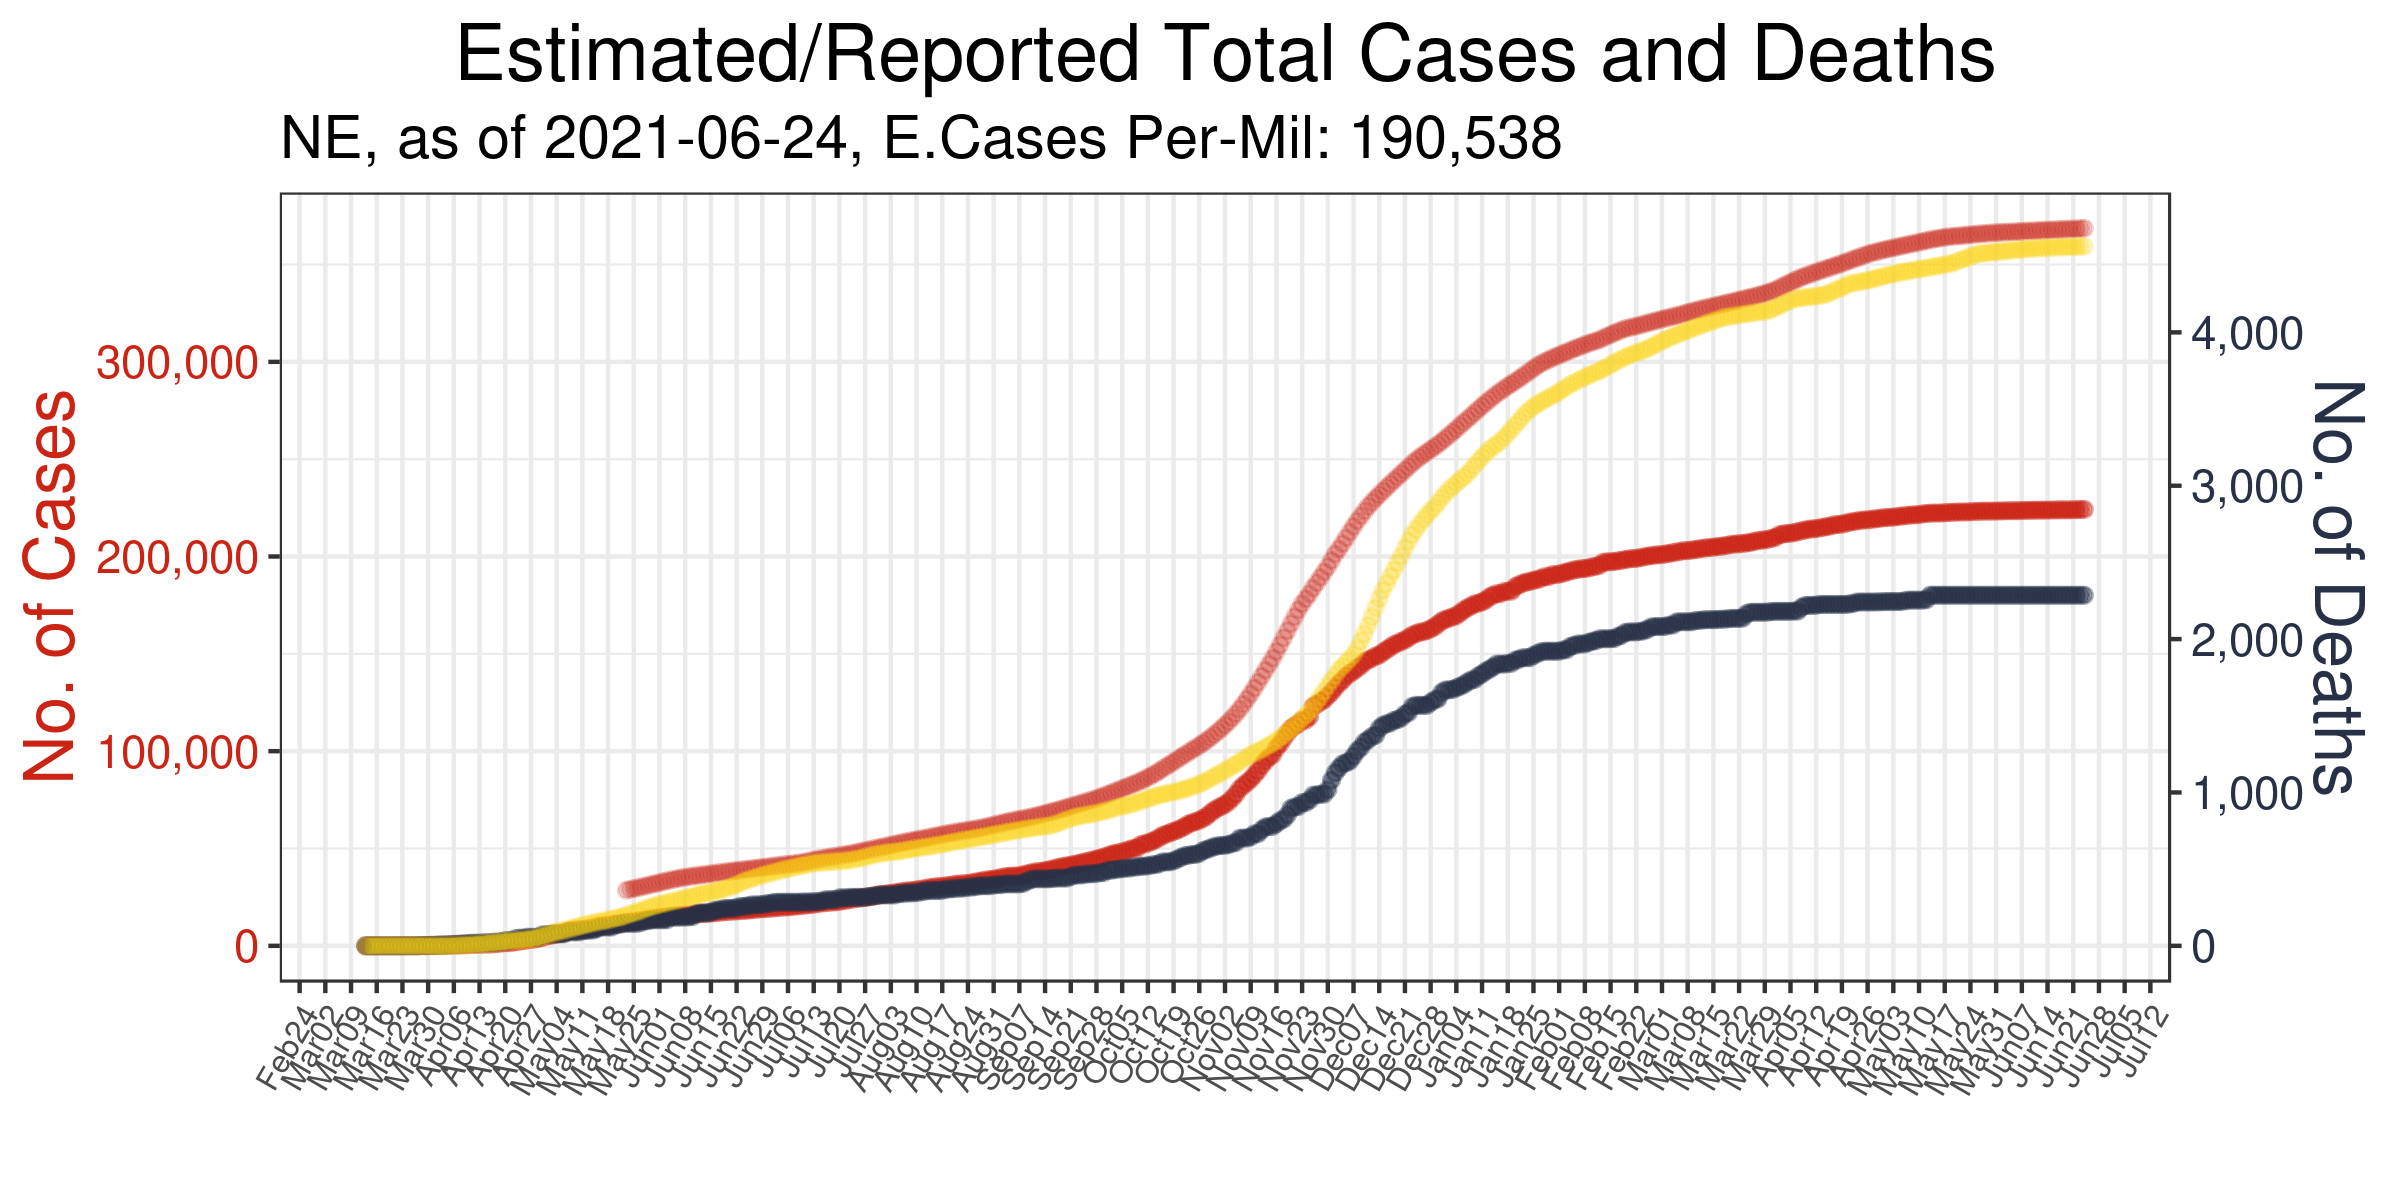 Estimated/Reported Total Cases and Deaths
NE, as of 2021-06-24, E.Cases Per-Mil: 190,538
No. of Cases
300,000
200,000
100,000
0
4,000
3,000
2,000
1,000
0
No. of Deaths
Feb24
Mar02
Mar09
Mar16
Mar23
Mar30
Apr06
Apr13
Apr20
Apr27
May04
May11
May18
May25
Jun01
Jun08
Jun15
Jun22
Jun29
Jul06
Jul13
Jul20
Jul27
Aug03
Aug10
Aug17
Aug24
Aug31
Sep07
Sep14
Sep21
Sep28
Oct05
Oct12
Oct19
Oct26
Nov02
Nov09
Nov16
Nov23
Nov30
Dec07
Dec14
Dec21
Dec28
Jan04
Jan11
Jan18
Jan25
Feb01
Feb08
Feb15
Feb22
Mar01
Mar08
Mar15
Mar22
Mar29
Apr05
Apr12
Apr19
Apr26
May03
May10
May17
May24
May31
Jun07
Jun14
Jun21
Jun28
Jul05
Jul12